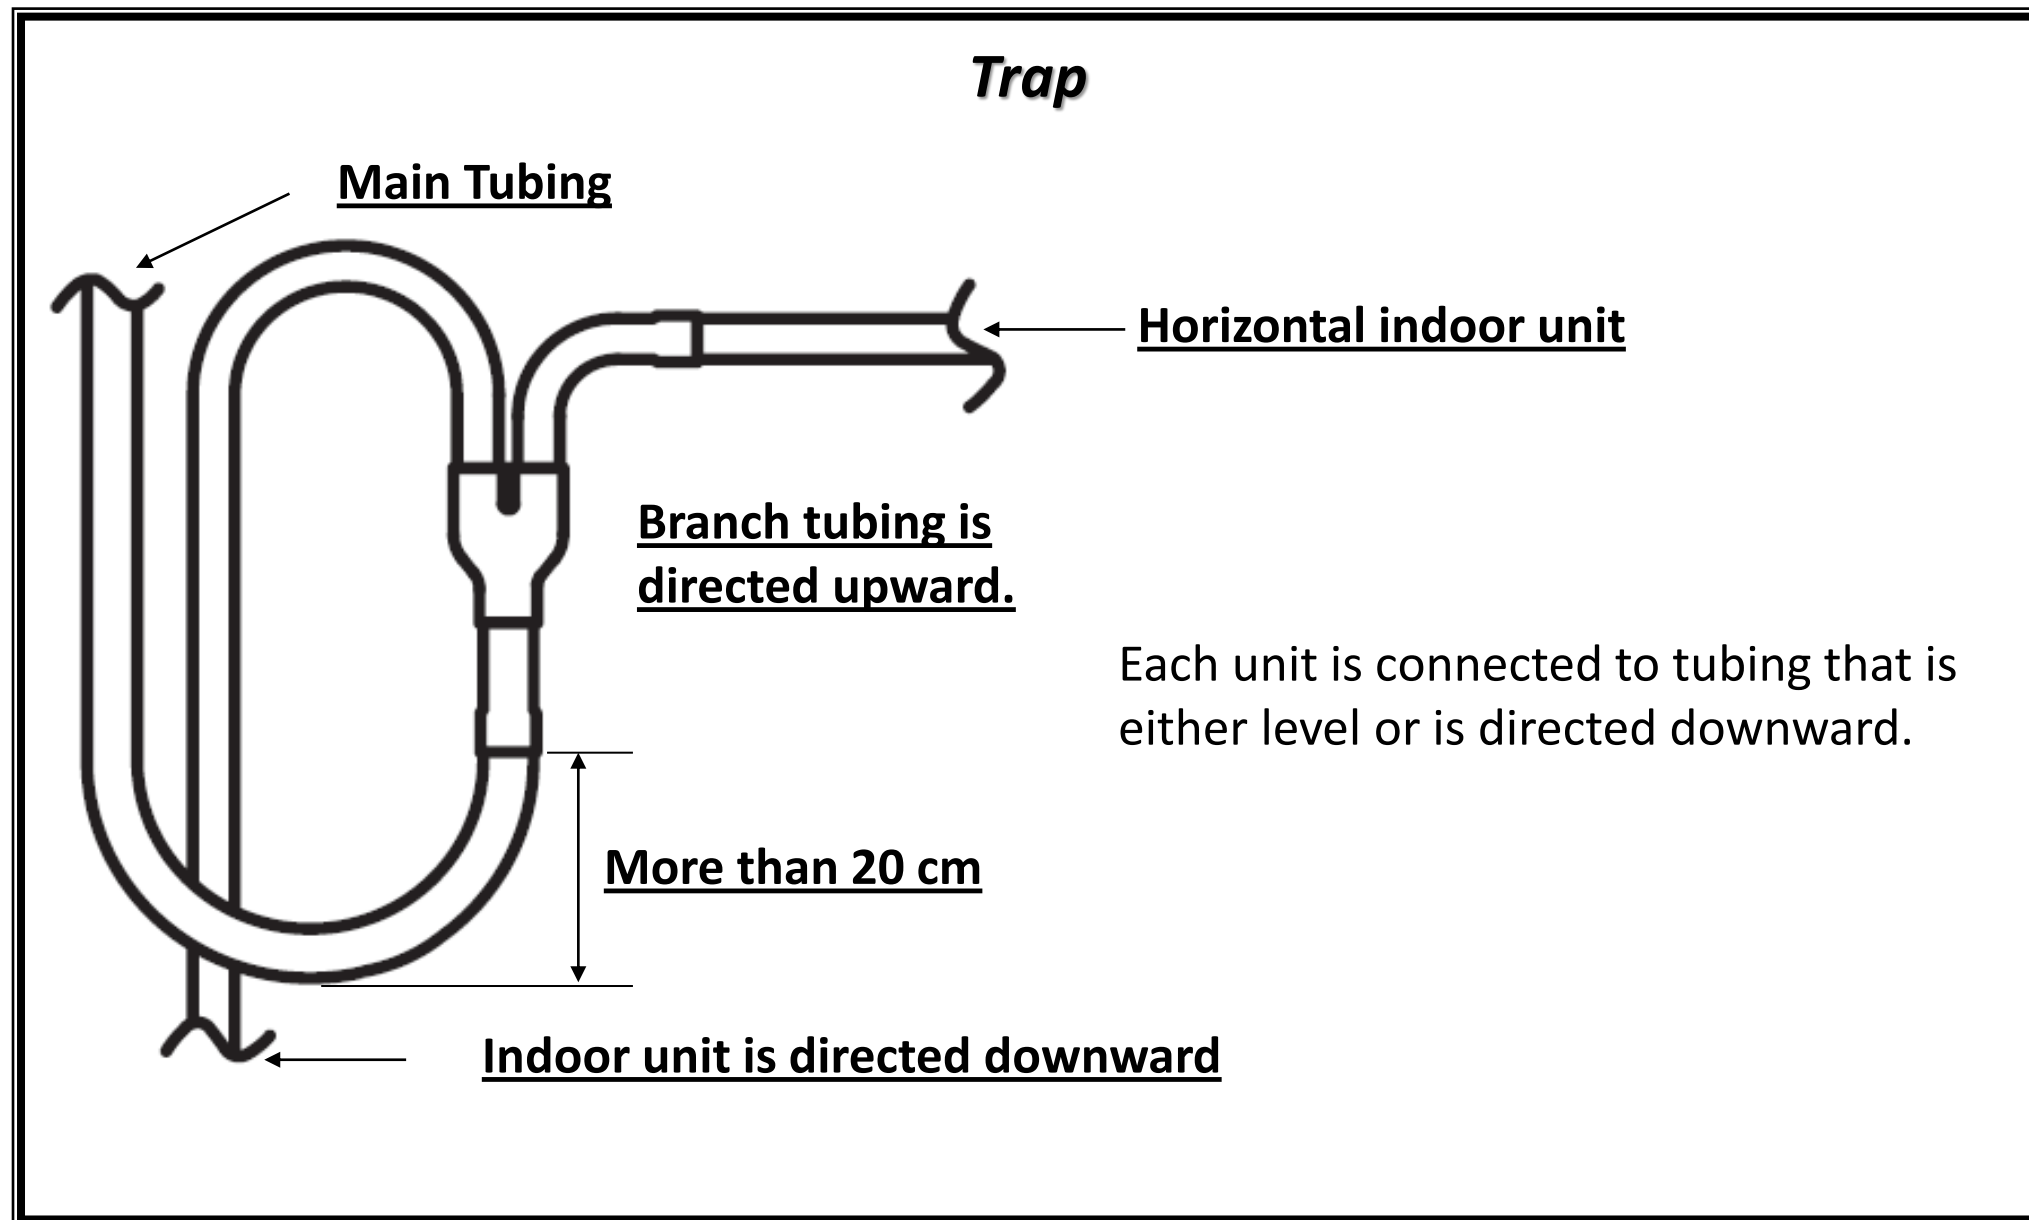 Trap
Main Tubing
Horizontal indoor unit
Branch tubing is
directed upward.
Each unit is connected to tubing that is
either level or is directed downward.
More than 20 cm
Indoor unit is directed downward